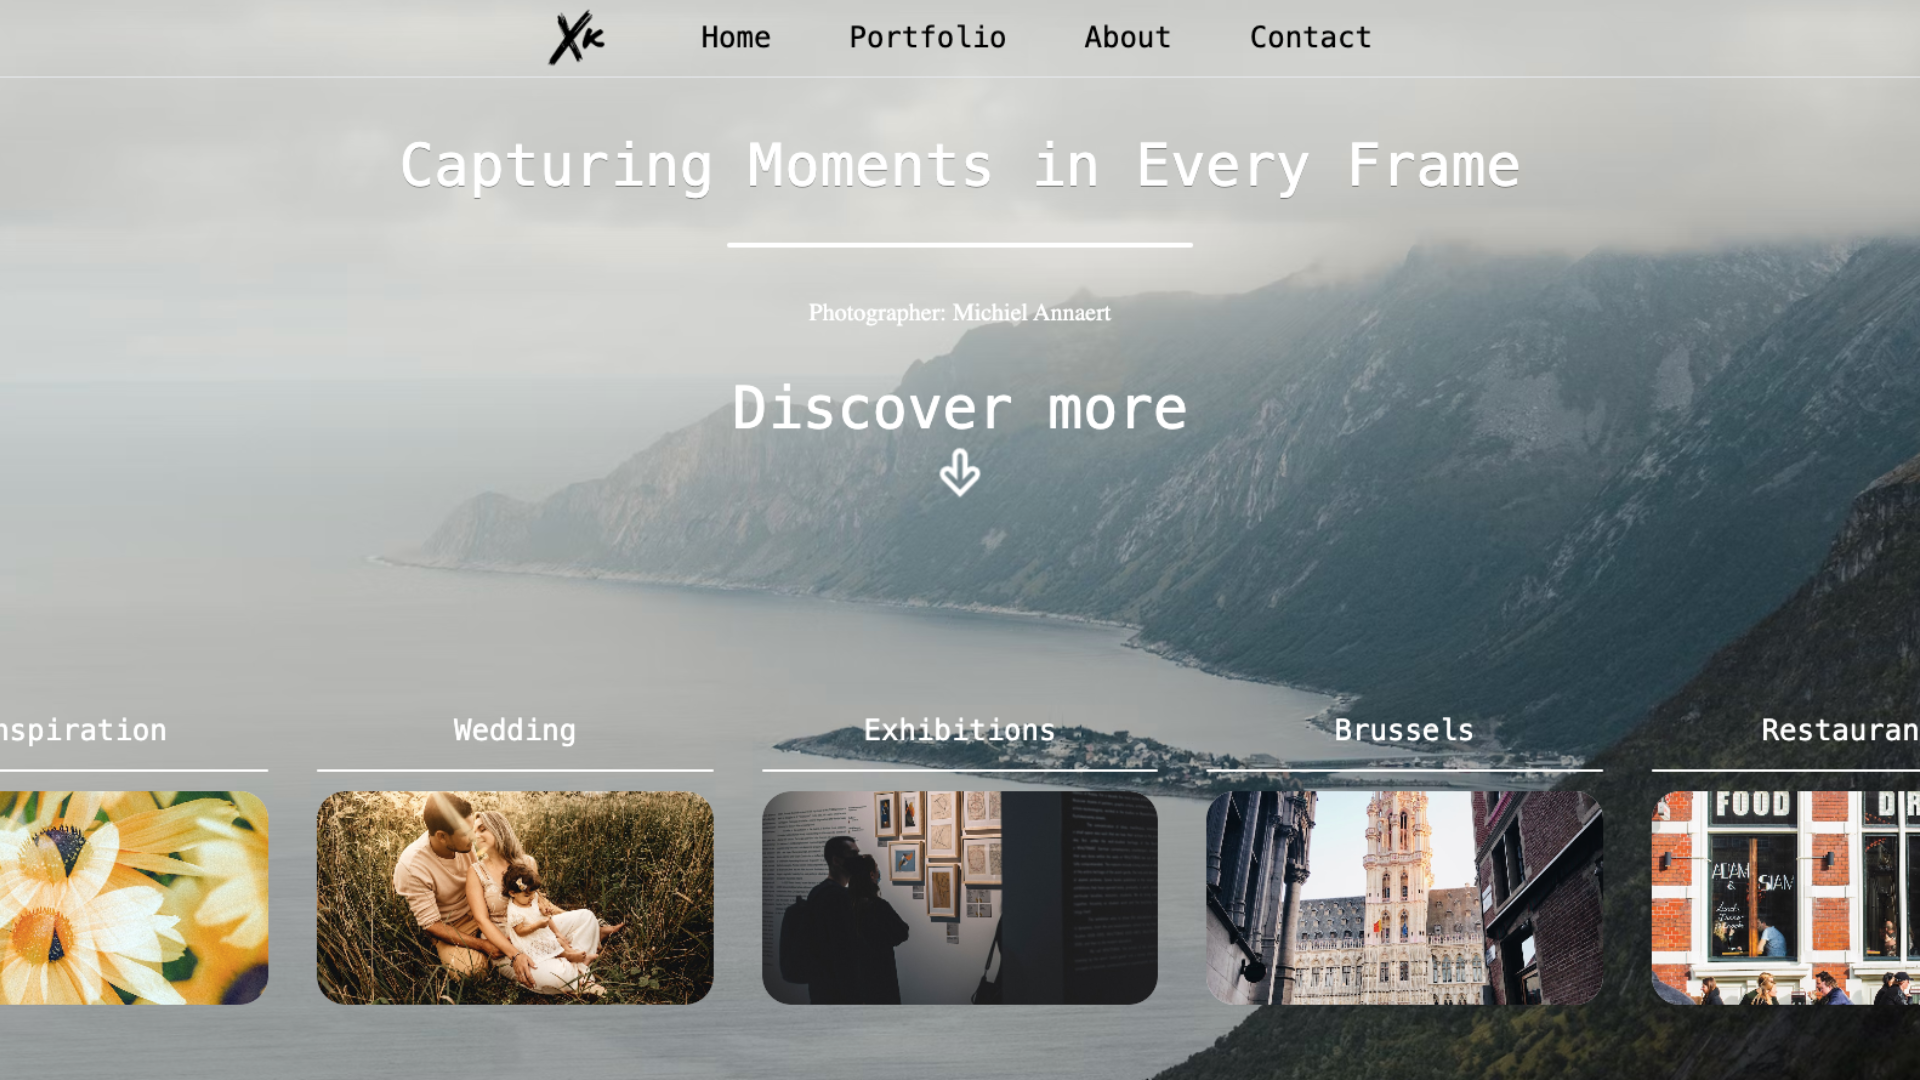 XK
Home Portfolio About Contact
Capturing Moments in Every Frame
Photographer: Michiel Annaert
Discover more
nspiration Wedding Exhibitions Brussels Restauran
FOOD DR
ADAM
&
SIAM